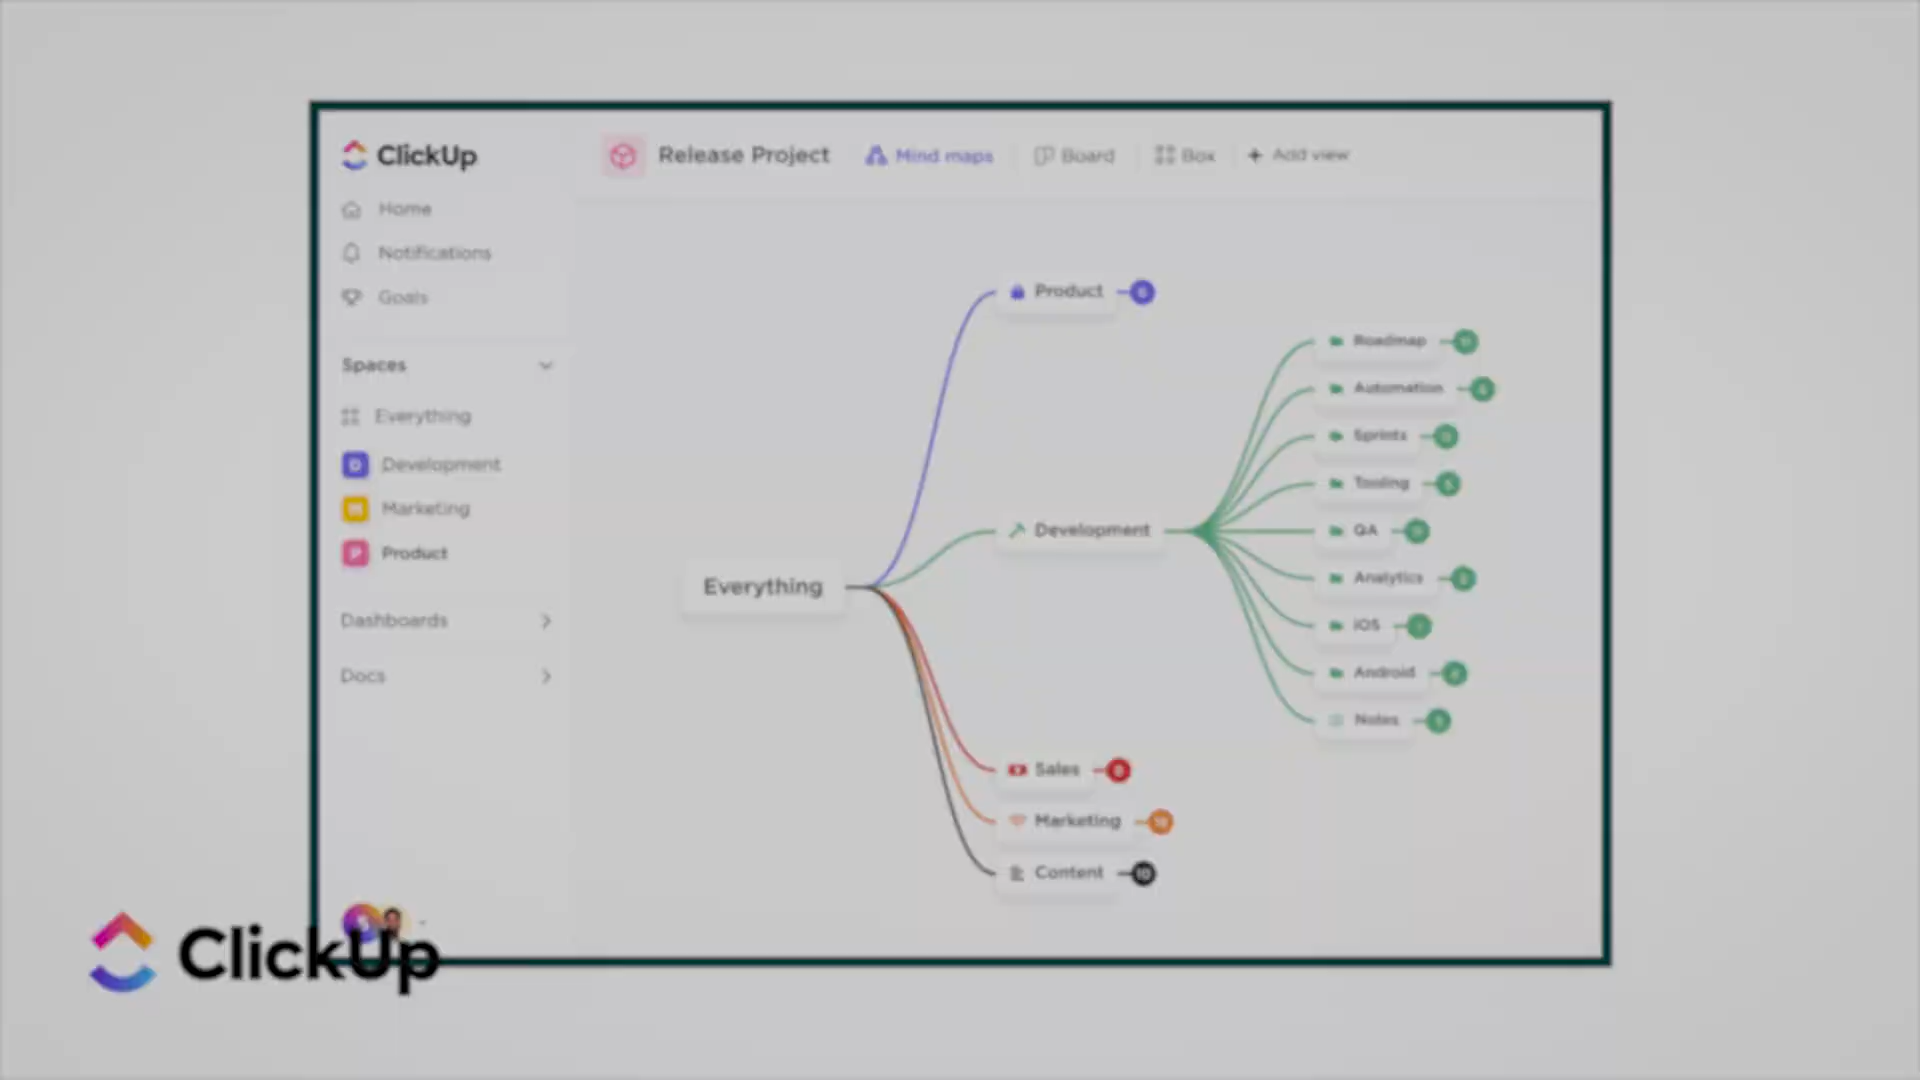 ClickUp
Release Project
Mind maps
Board
Box
+ Add view
Home
Notifications
Goals
Spaces
Everything
D Development
Marketing
P Product
Dashboards
Docs
Everything
Product
Development
Roadmap
Automation
Sprints
Tooling
QA
Analytics
iOS
Android
Notes
Sales
Marketing
Content 10
ClickUp